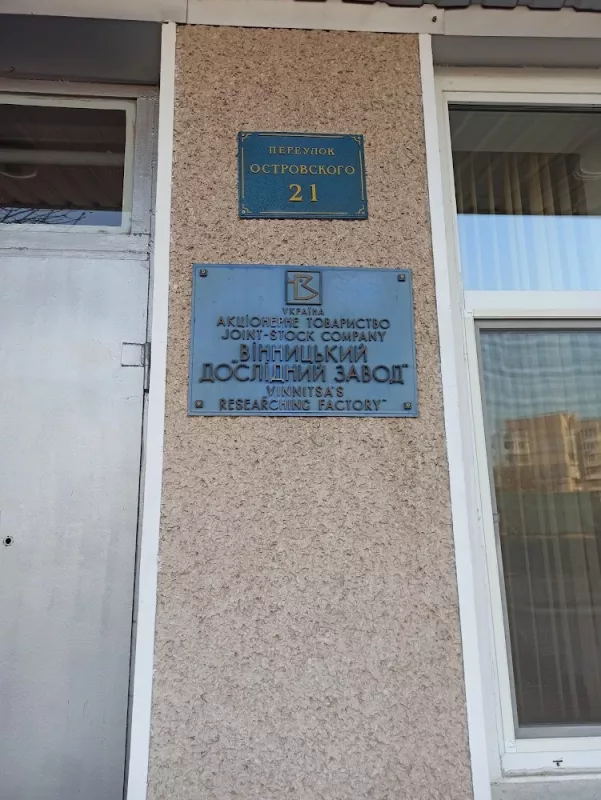 ПЕРЕУЛОК
ОСТРОВСКОГО
21
УКРАЇНА
АКЦІОНЕРНЕ ТОВАРИСТВО
JOINT-STOCK COMPANY
„ВІННИЦЬКИЙ
ДОСЛІДНИЙ ЗАВОД"
VINNITSA'S
RESEARCHING FACTORY"